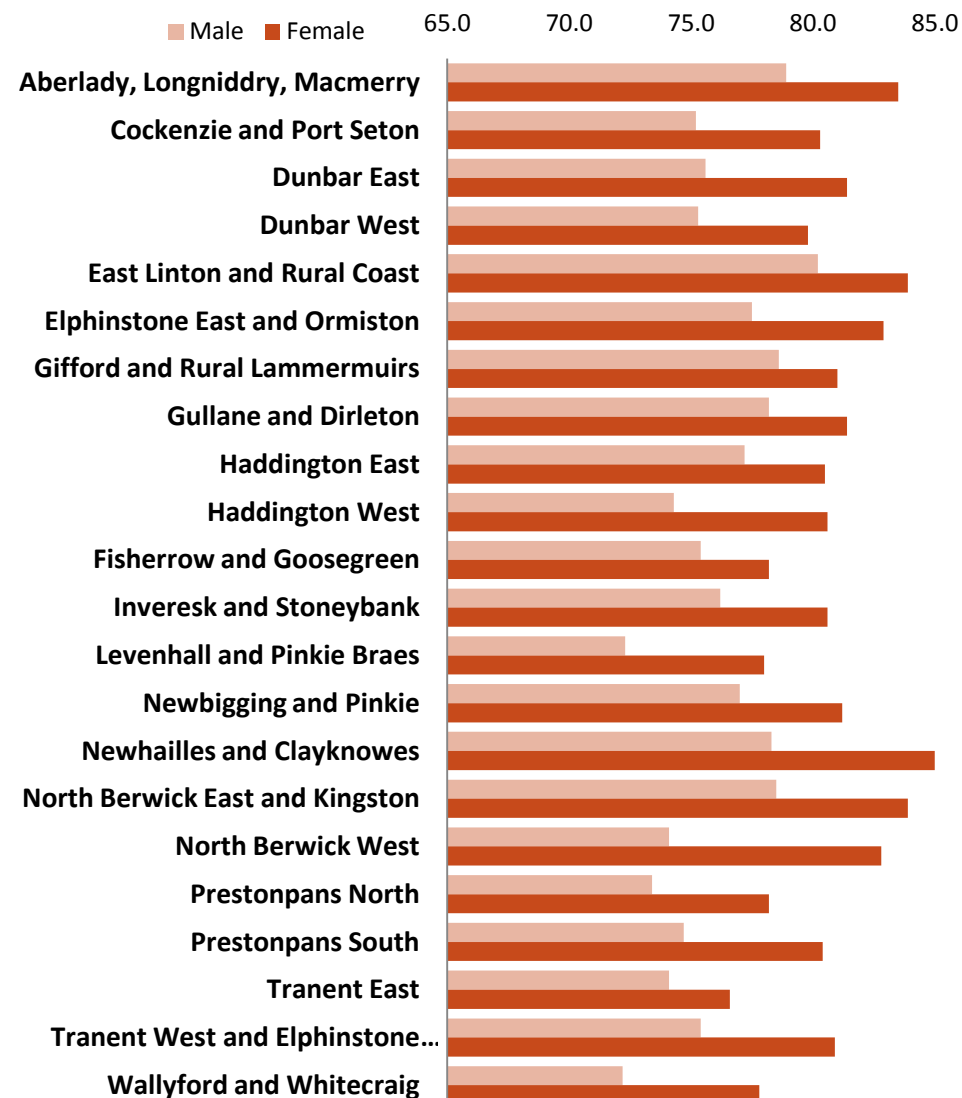 Male Female 65.0 70.0 75.0 80.0 85.0
Aberlady, Longniddry, Macmerry
Cockenzie and Port Seton
Dunbar East
Dunbar West
East Linton and Rural Coast
Elphinstone East and Ormiston
Gifford and Rural Lammermuirs
Gullane and Dirleton
Haddington East
Haddington West
Fisherrow and Goosegreen
Inveresk and Stoneybank
Levenhall and Pinkie Braes
Newbigging and Pinkie
Newhailles and Clayknowes
North Berwick East and Kingston
North Berwick West
Prestonpans North
Prestonpans South
Tranent East
Tranent West and Elphinstone...
Wallyford and Whitecraig